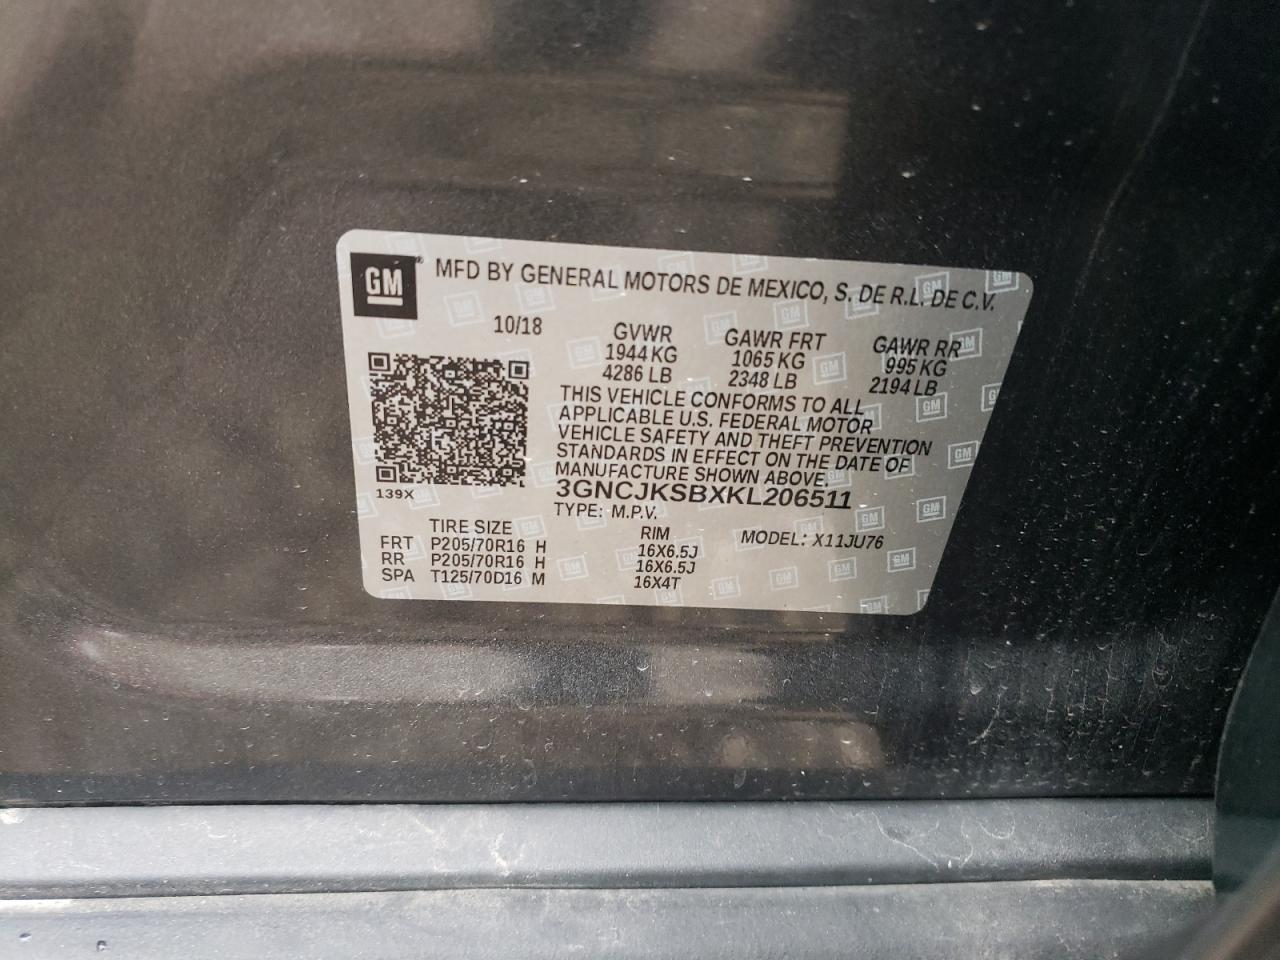 GM
MFD BY GENERAL MOTORS DE MEXICO, S. DE R.L. DE C.V.
10/18
GVWR GAWR FRT GAWR RR
1944 KG 1065 KG 995 KG
4286 LB 2348 LB 2194 LB
THIS VEHICLE CONFORMS TO ALL
APPLICABLE U.S. FEDERAL MOTOR
VEHICLE SAFETY AND THEFT PREVENTION
STANDARDS IN EFFECT ON THE DATE OF
MANUFACTURE SHOWN ABOVE.
139X
3GNCJKSBXKL206511
TYPE: M.P.V.
MODEL: X11JU76
TIRE SIZE RIM
FRT P205/70R16 H 16X6.5J
RR P205/70R16 H 16X6.5J
SPA T125/70D16 M 16X4T